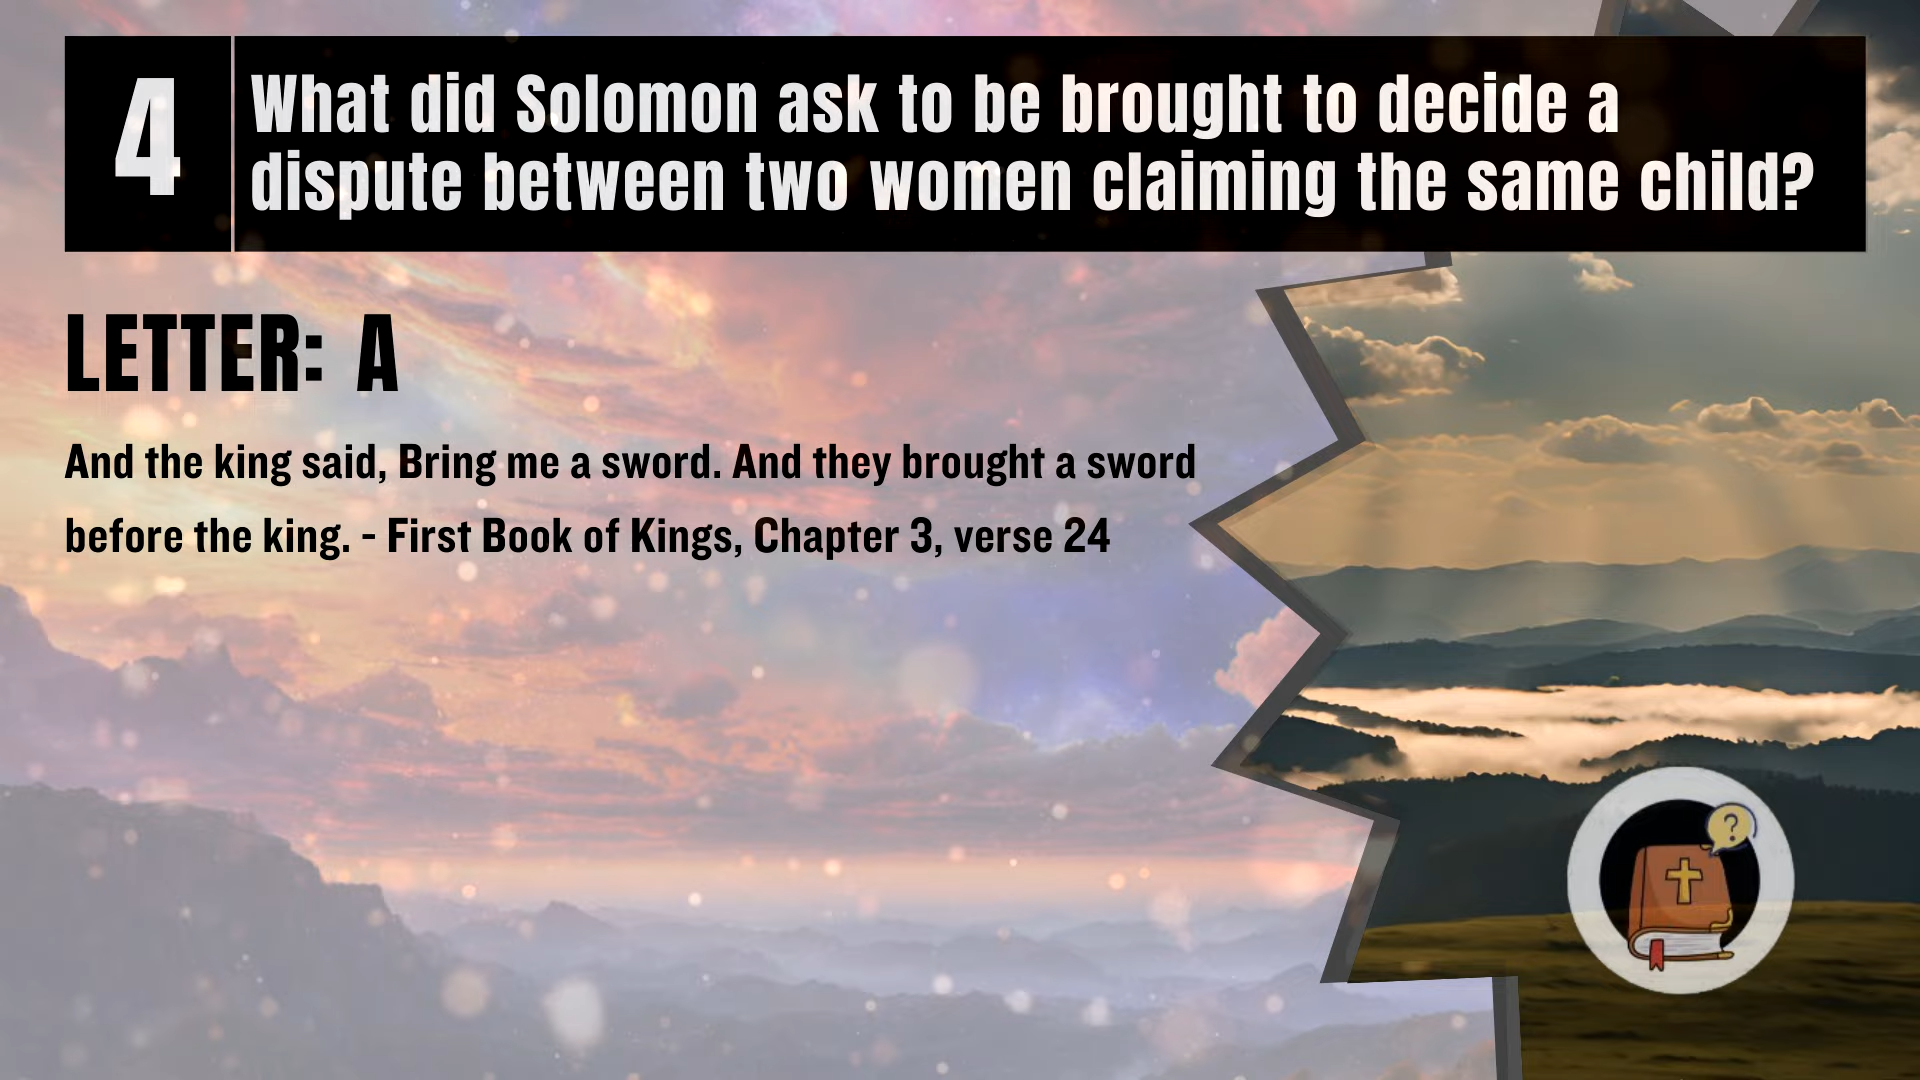 4
What did Solomon ask to be brought to decide a
dispute between two women claiming the same child?
LETTER: A
And the king said, Bring me a sword. And they brought a sword
before the king. - First Book of Kings, Chapter 3, verse 24
?